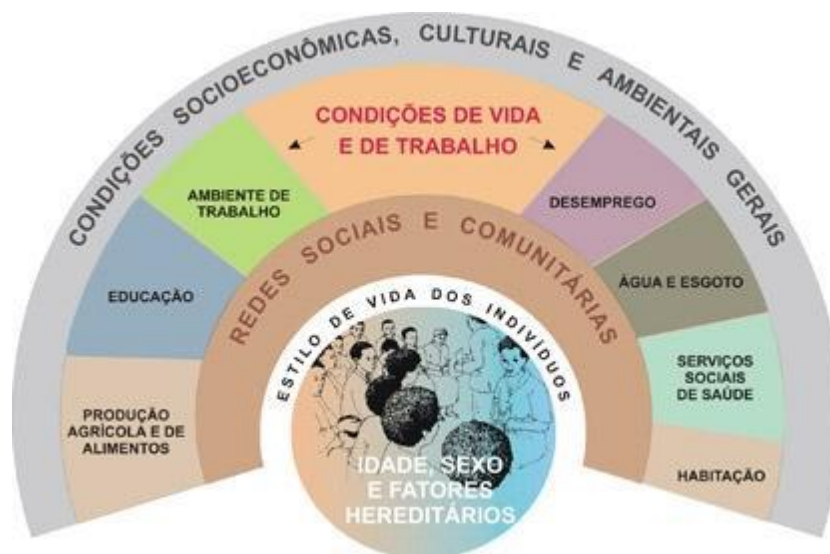 CONDIÇÕES SOCIOECONÔMICAS, CULTURAIS E AMBIENTAIS GERAIS
CONDIÇÕES DE VIDA
E DE TRABALHO
AMBIENTE DE
TRABALHO
DESEMPREGO
EDUCAÇÃO
ÁGUA E ESGOTO
PRODUÇÃO
AGRÍCOLA E DE
ALIMENTOS
SERVIÇOS
SOCIAIS
DE SAÚDE
HABITAÇÃO
REDES SOCIAIS E COMUNITÁRIAS
ESTILO DE VIDA DOS INDIVÍDUOS
IDADE, SEXO
E FATORES
HEREDITÁRIOS